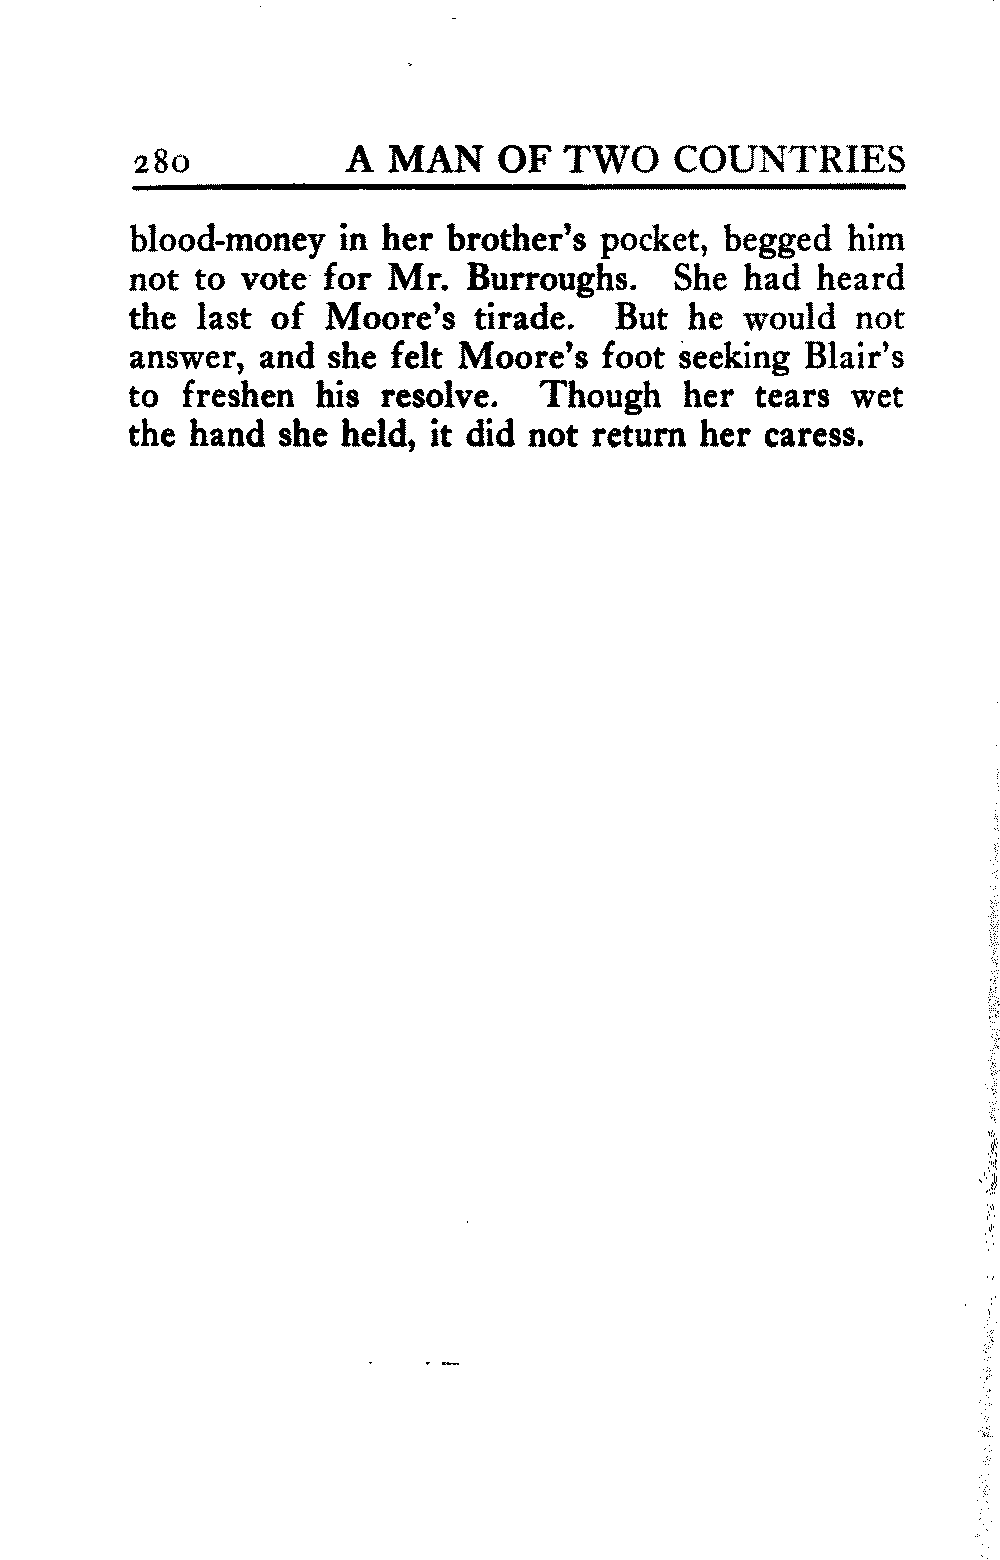 280 A MAN OF TWO COUNTRIES
blood-money in her brother's pocket, begged him
not to vote for Mr. Burroughs. She had heard
the last of Moore's tirade. But he would not
answer, and she felt Moore's foot seeking Blair's
to freshen his resolve. Though her tears wet
the hand she held, it did not return her caress.